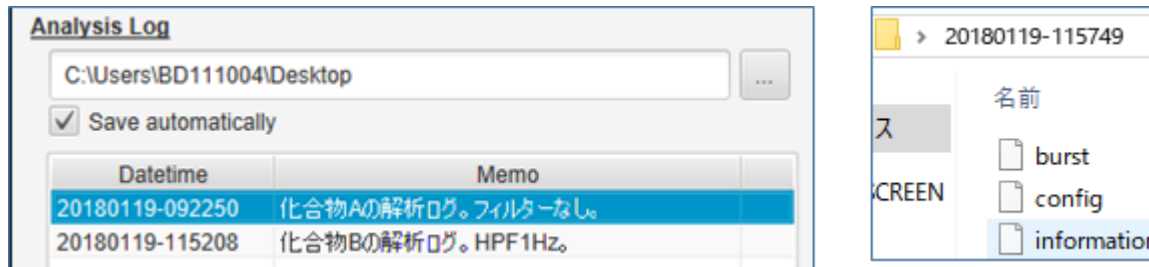 Analysis Log
C:\Users\BD111004\Desktop
...
Save automatically
Datetime Memo
20180119-092250 化合物Aの解析ログ。フィルターなし。
20180119-115208 化合物Bの解析ログ。HPF1Hz。
> 20180119-115749
名前
ス
burst
SCREEN
config